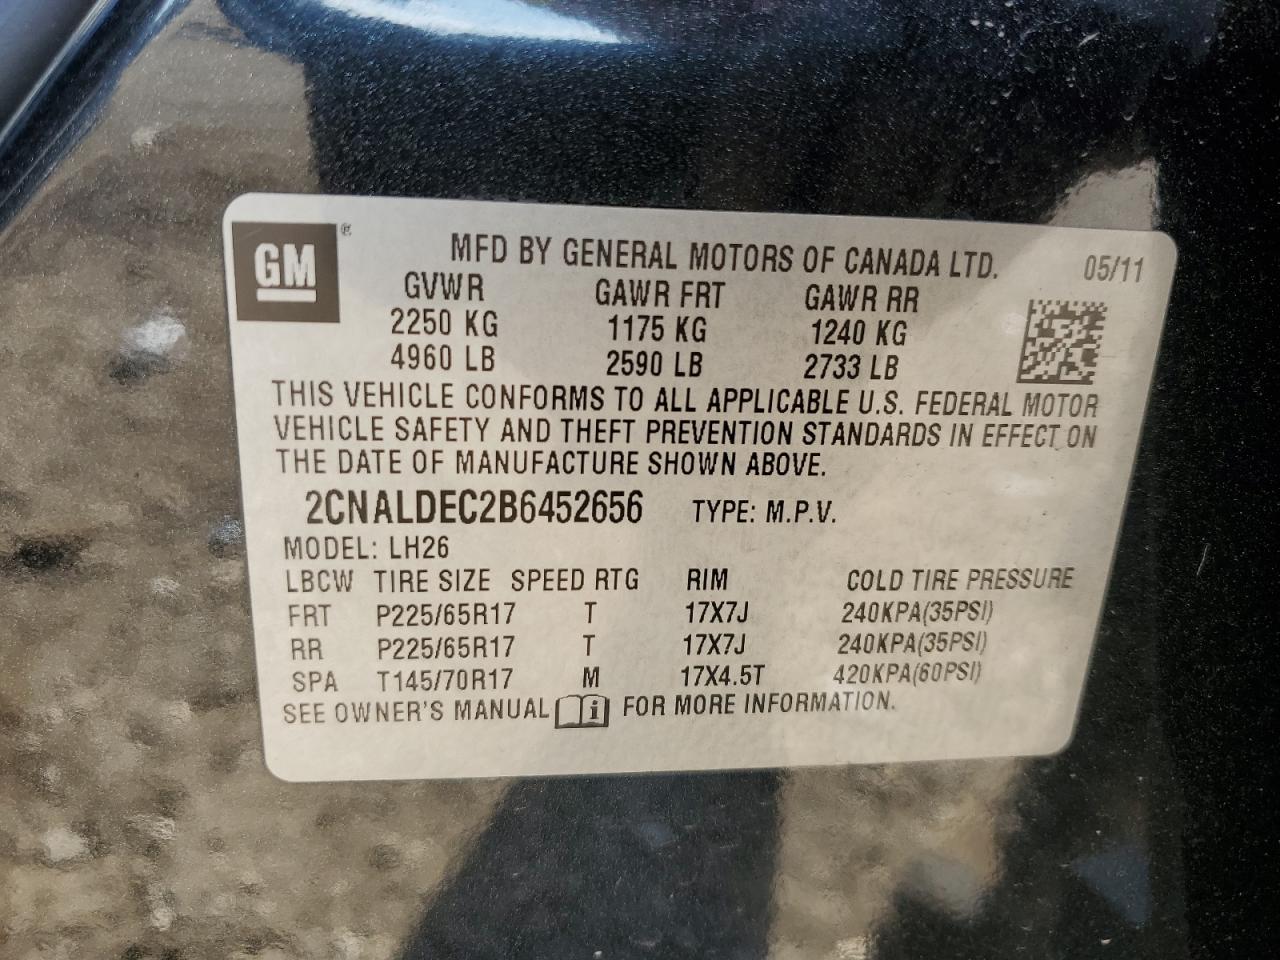 GM ®
MFD BY GENERAL MOTORS OF CANADA LTD. 05/11
GVWR GAWR FRT GAWR RR
2250 KG 1175 KG 1240 KG
4960 LB 2590 LB 2733 LB
THIS VEHICLE CONFORMS TO ALL APPLICABLE U.S. FEDERAL MOTOR
VEHICLE SAFETY AND THEFT PREVENTION STANDARDS IN EFFECT ON
THE DATE OF MANUFACTURE SHOWN ABOVE.
2CNALDEC2B6452656 TYPE: M.P.V.
MODEL: LH26
LBCW TIRE SIZE SPEED RTG RIM COLD TIRE PRESSURE
FRT P225/65R17 T 17X7J 240KPA(35PSI)
RR P225/65R17 T 17X7J 240KPA(35PSI)
SPA T145/70R17 M 17X4.5T 420KPA(60PSI)
SEE OWNER'S MANUAL i FOR MORE INFORMATION.